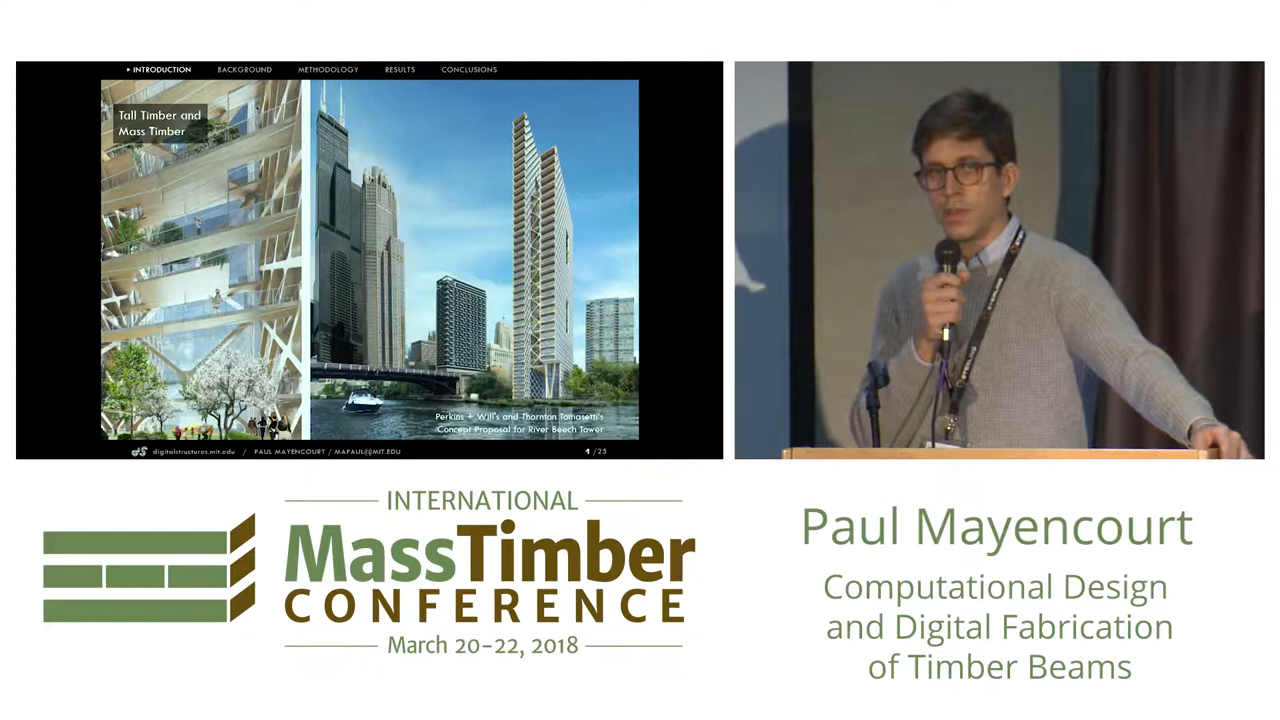 INTRODUCTION BACKGROUND METHODOLOGY RESULTS CONCLUSIONS
Tall Timber and
Mass Timber
Perkins + Will's and Thornton Tomasetti's
Concept Proposal for River Beech Tower
digitalstructures.mit.edu / PAUL MAYENCOURT / MAPAUL@MIT.EDU
4 /25
INTERNATIONAL
MassTimber
CONFERENCE
March 20-22, 2018
Paul Mayencourt
Computational Design
and Digital Fabrication
of Timber Beams